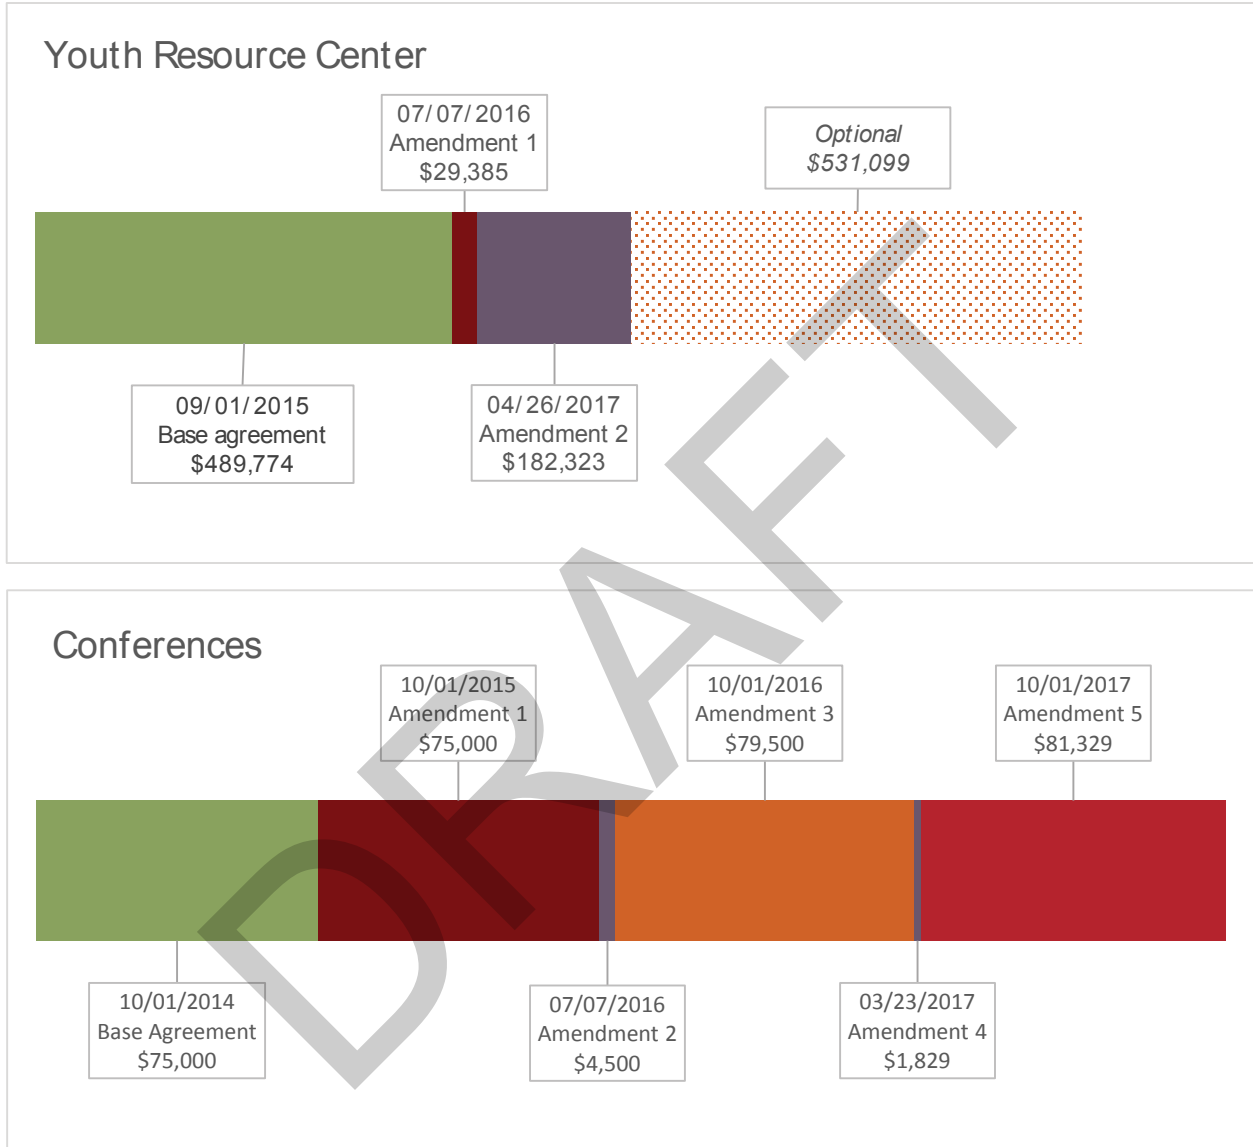 Youth Resource Center
07/07/2016
Amendment 1
$29,385
Optional
$531,099
09/01/2015
Base agreement
$489,774
04/26/2017
Amendment 2
$182,323
Conferences
10/01/2015
Amendment 1
$75,000
10/01/2016
Amendment 3
$79,500
10/01/2017
Amendment 5
$81,329
10/01/2014
Base Agreement
$75,000
07/07/2016
Amendment 2
$4,500
03/23/2017
Amendment 4
$1,829
DRAFT